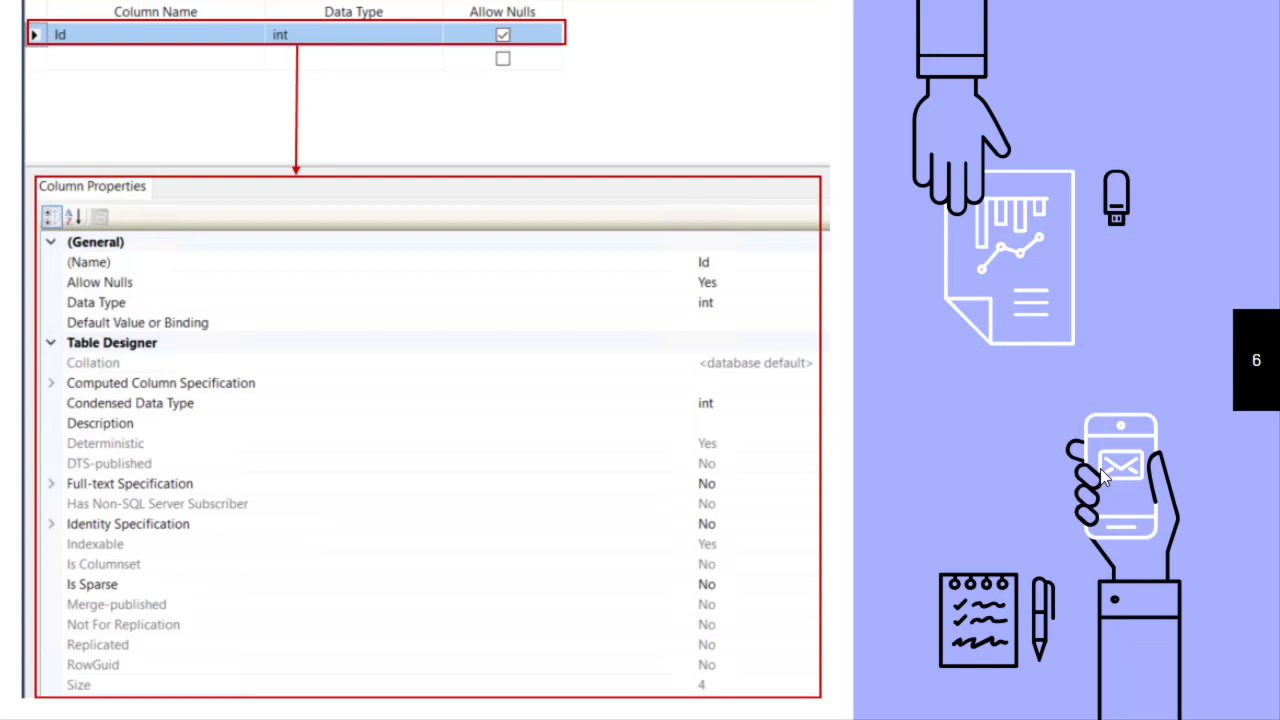 Column Name Data Type Allow Nulls
Id int
Column Properties
(General)
(Name) Id
Allow Nulls Yes
Data Type int
Default Value or Binding
Table Designer
Collation <database default>
Computed Column Specification
Condensed Data Type int
Description
Deterministic Yes
DTS-published No
Full-text Specification No
Has Non-SQL Server Subscriber No
Identity Specification No
Indexable Yes
Is Columnset No
Is Sparse No
Merge-published No
Not For Replication No
Replicated No
RowGuid No
Size 4
6